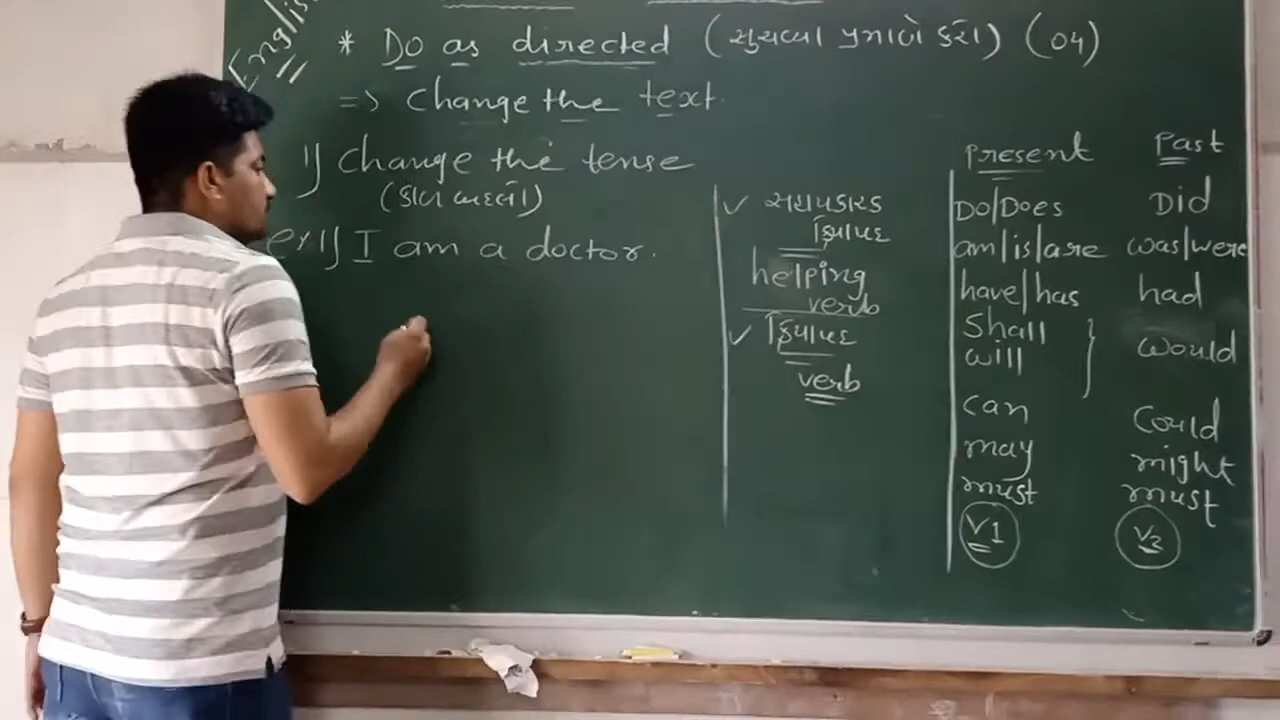 English
* Do as directed (સુચવ્યા પ્રમાણે કરો) (04)
=> Change the text.
1) Change the tense
(કાળ બદલો)
ex 1) I am a doctor.
✓ સહાયકારક
ક્રિયાપદ
helping
verb
✓ ક્રિયાપદ
verb
Present Past
Do/Does Did
am/is/are was/were
have/has had
Shall
will } would
can could
may might
must must
V1 V2